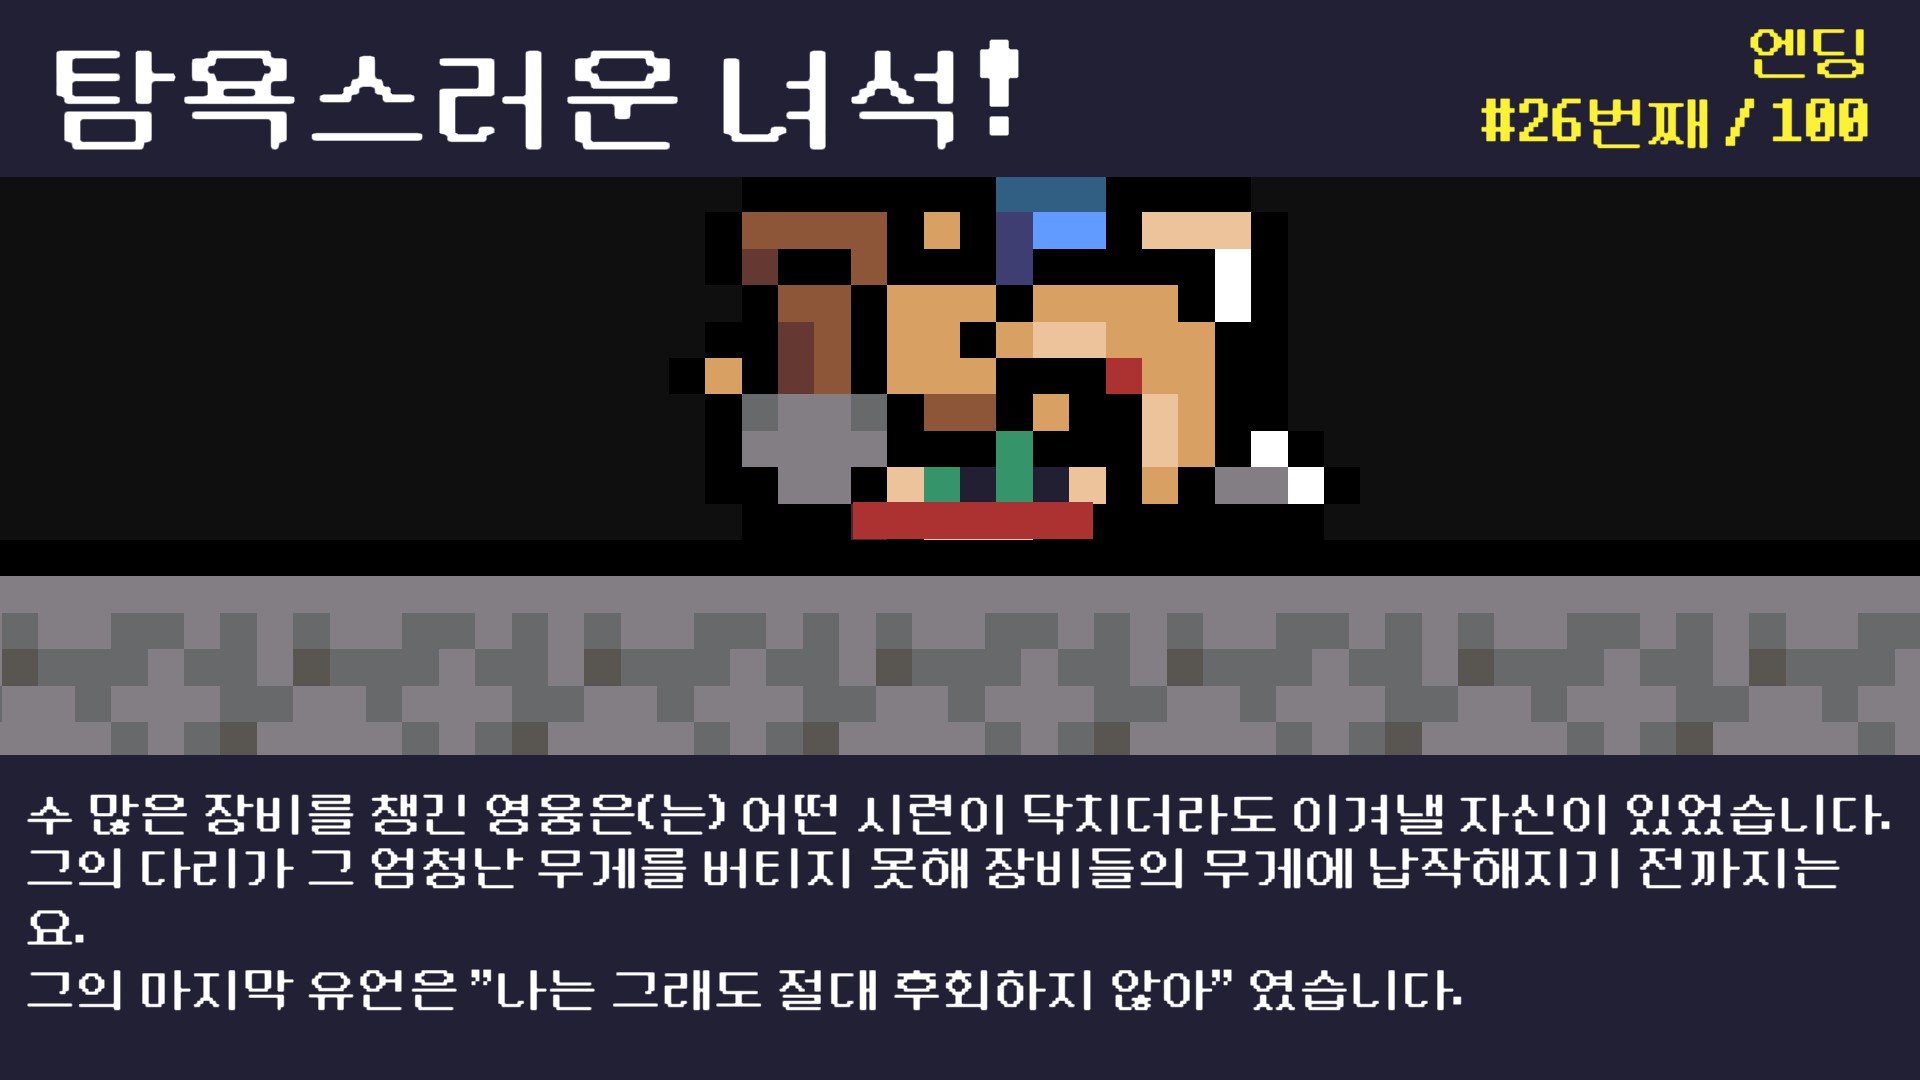 탐욕스러운 녀석!
엔딩
#26번째 / 100
수 많은 장비를 챙긴 영웅은(는) 어떤 시련이 닥치더라도 이겨낼 자신이 있었습니다.
그의 다리가 그 엄청난 무게를 버티지 못해 장비들의 무게에 납작해지기 전까지는
요.
그의 마지막 유언은 "나는 그래도 절대 후회하지 않아" 였습니다.